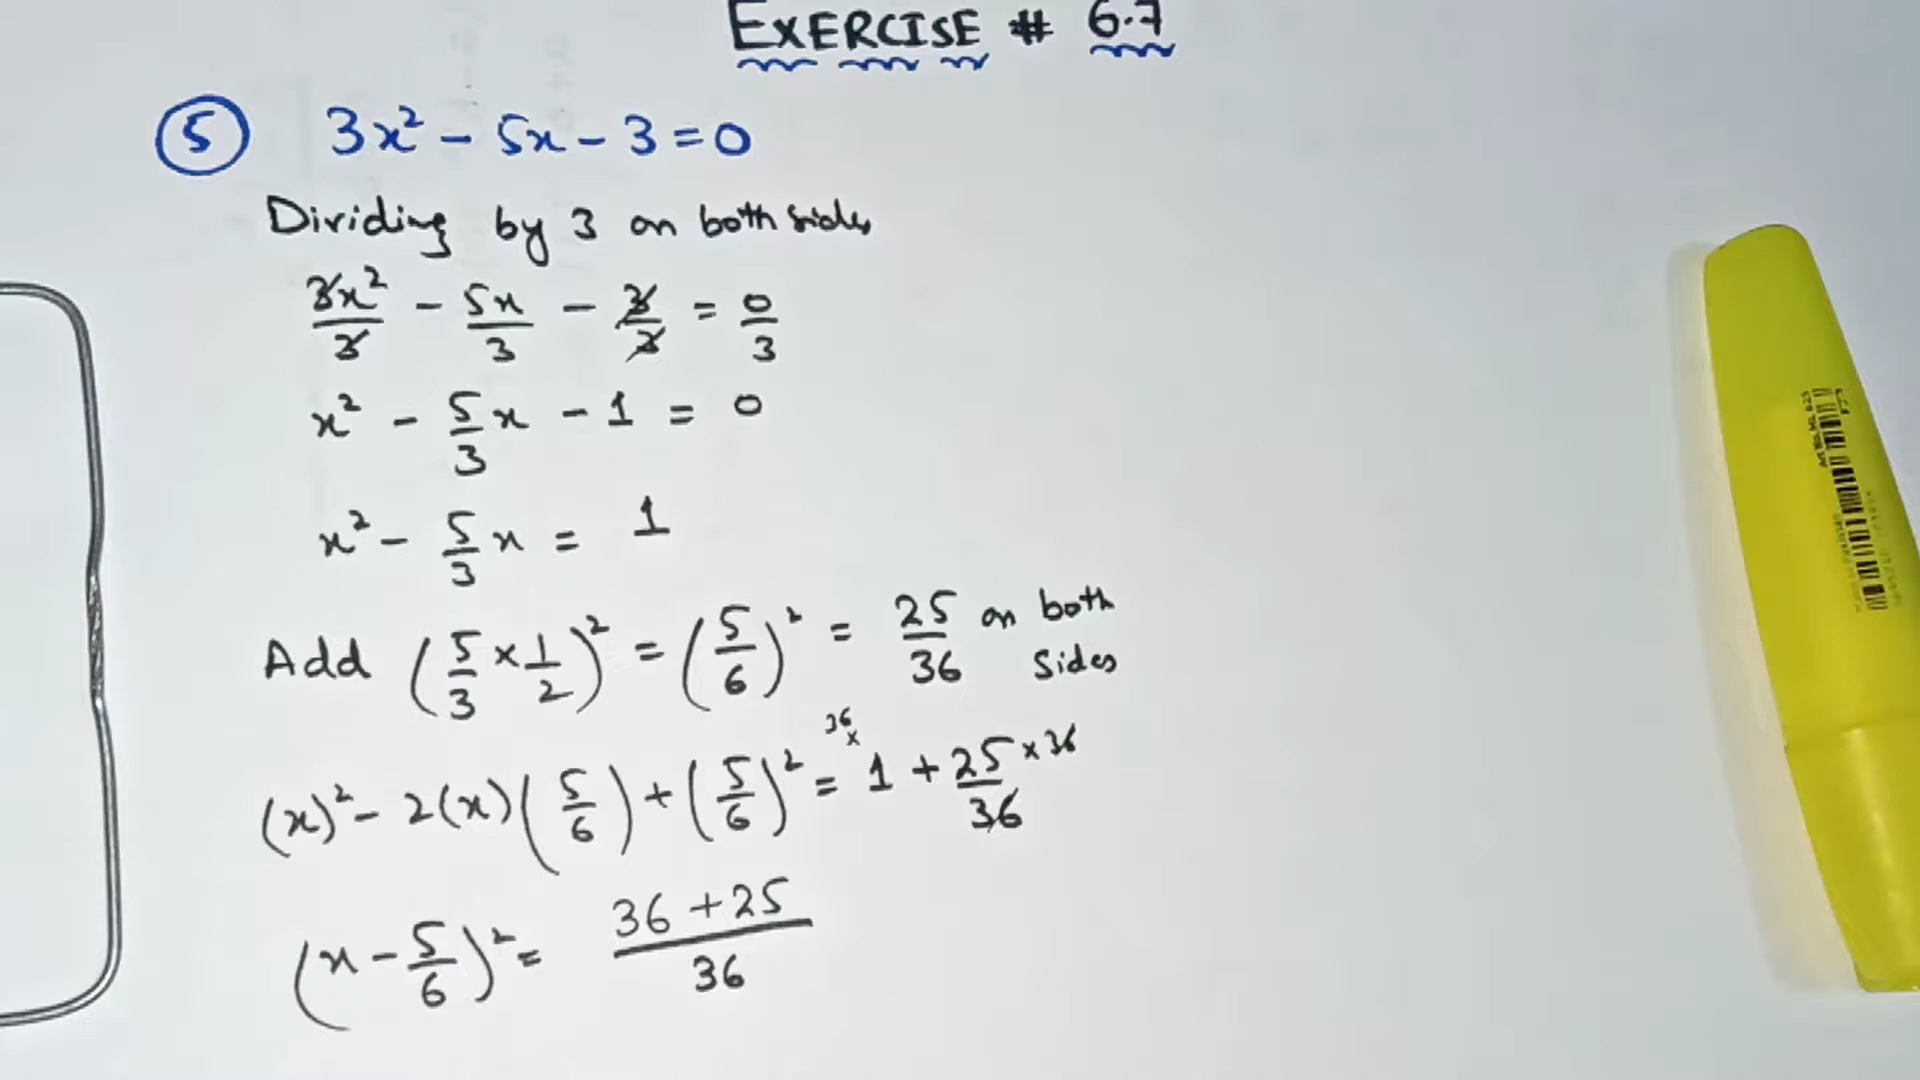 EXERCISE # 6.7
5 3x² - 5x - 3 = 0
Dividing by 3 on both sides
3x²/3 - 5x/3 - 3/3 = 0/3
x² - 5/3 x - 1 = 0
x² - 5/3 x = 1
Add (5/3 × 1/2)² = (5/6)² = 25/36 on both
sides
(x)² - 2(x)(5/6) + (5/6)² = 36× 1 + 25/36 ×36
(x - 5/6)² = 36 + 25/36